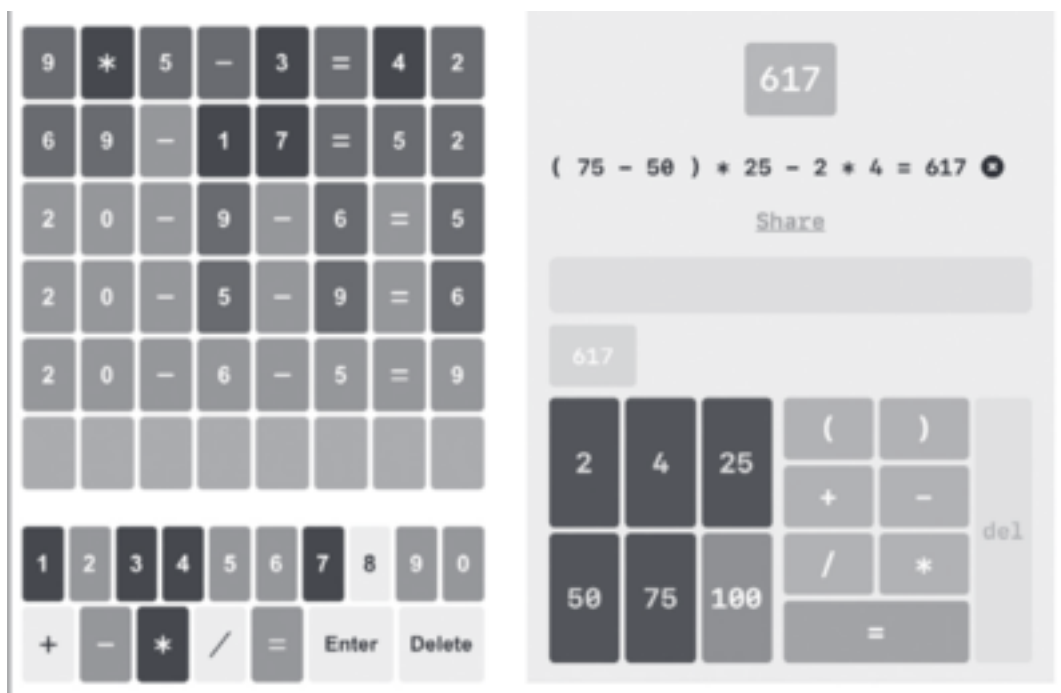 9 * 5 - 3 = 4 2
6 9 - 1 7 = 5 2
2 0 - 9 - 6 = 5
2 0 - 5 - 9 = 6
2 0 - 6 - 5 = 9
1 2 3 4 5 6 7 8 9 0
+ - * / = Enter Delete
617
( 75 - 50 ) * 25 - 2 * 4 = 617
Share
617
2 4 25
50 75 100
( )
+ -
/ *
=
del